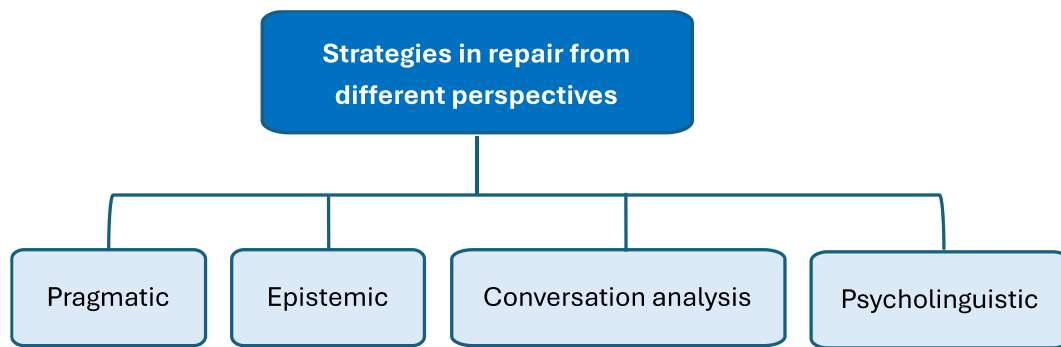 Strategies in repair from
different perspectives
Pragmatic
Epistemic
Conversation analysis
Psycholinguistic